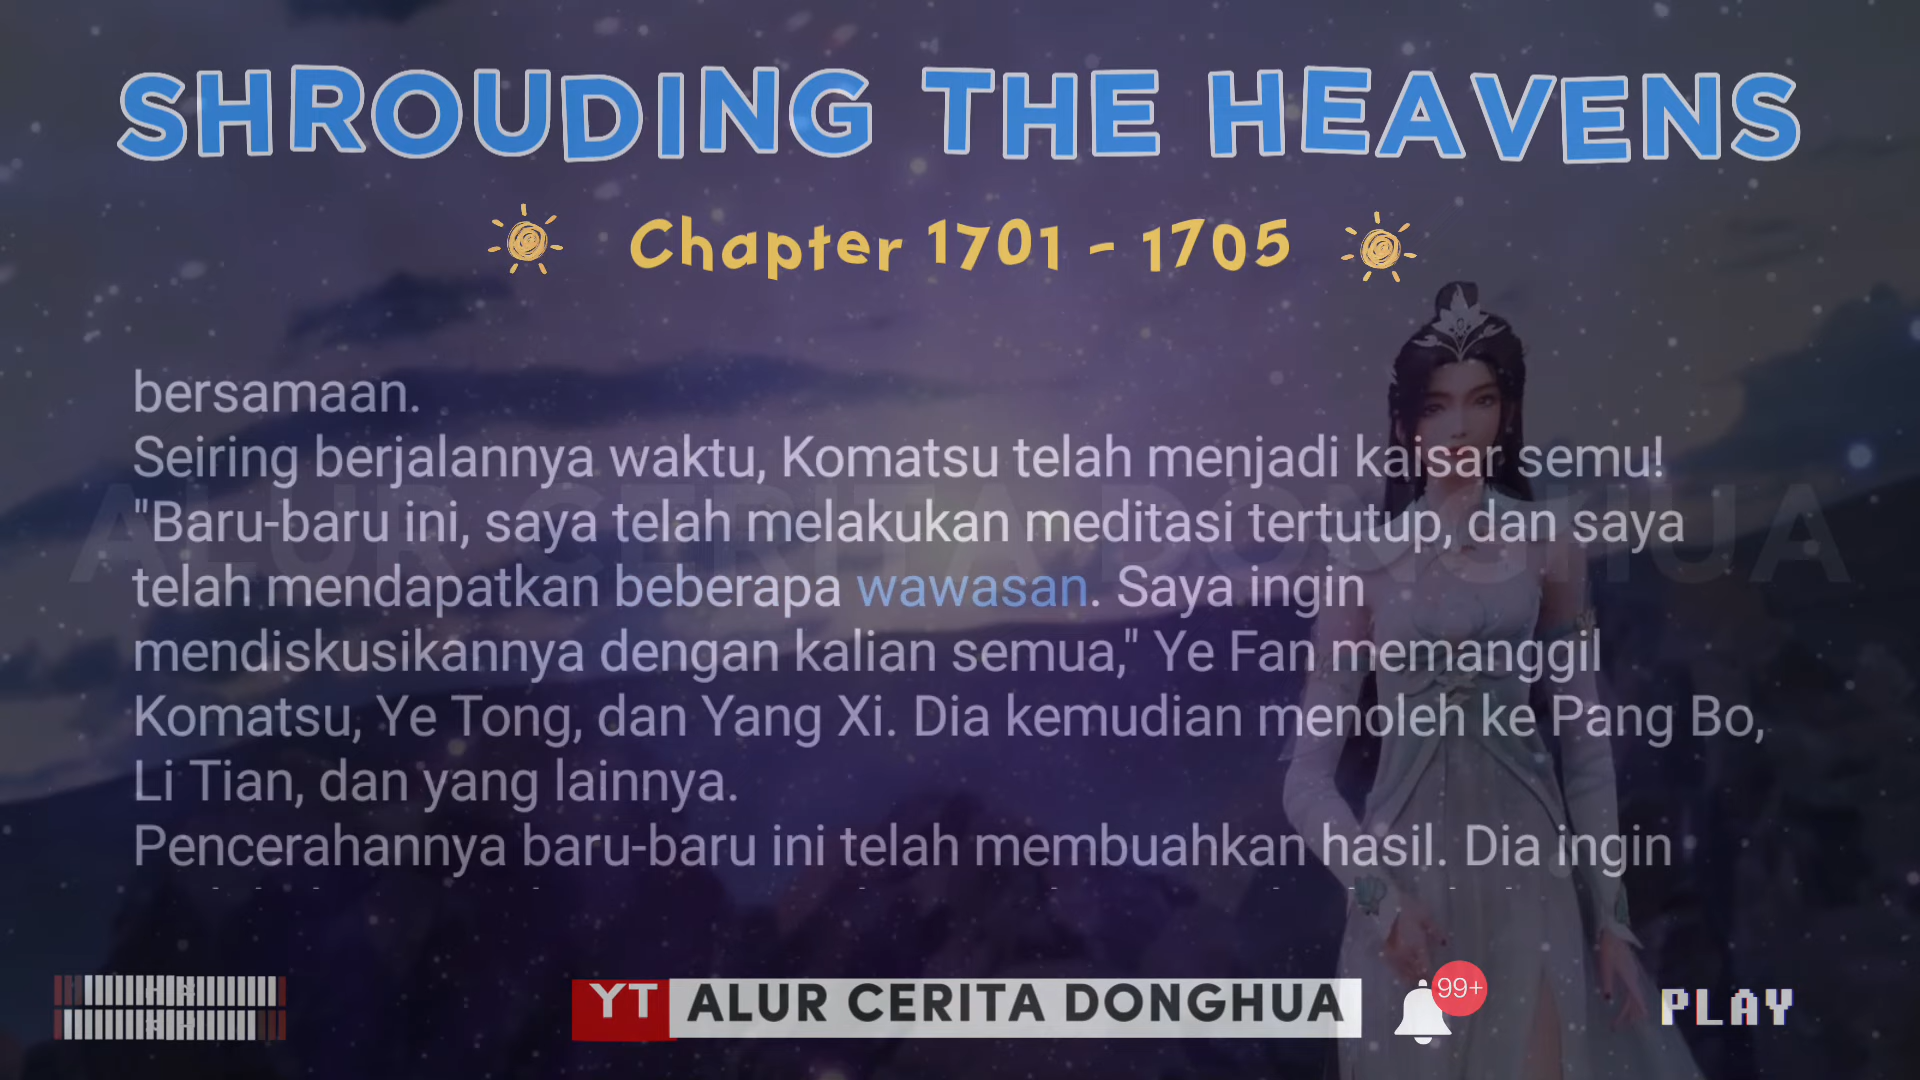 SHROUDING THE HEAVENS
Chapter 1701 - 1705
bersamaan.
Seiring berjalannya waktu, Komatsu telah menjadi kaisar semu!
"Baru-baru ini, saya telah melakukan meditasi tertutup, dan saya
telah mendapatkan beberapa wawasan. Saya ingin
mendiskusikannya dengan kalian semua," Ye Fan memanggil
Komatsu, Ye Tong, dan Yang Xi. Dia kemudian menoleh ke Pang Bo,
Li Tian, dan yang lainnya.
Pencerahannya baru-baru ini telah membuahkan hasil. Dia ingin
ALUR CERITA DONGHUA
YT ALUR CERITA DONGHUA
99+
PLAY